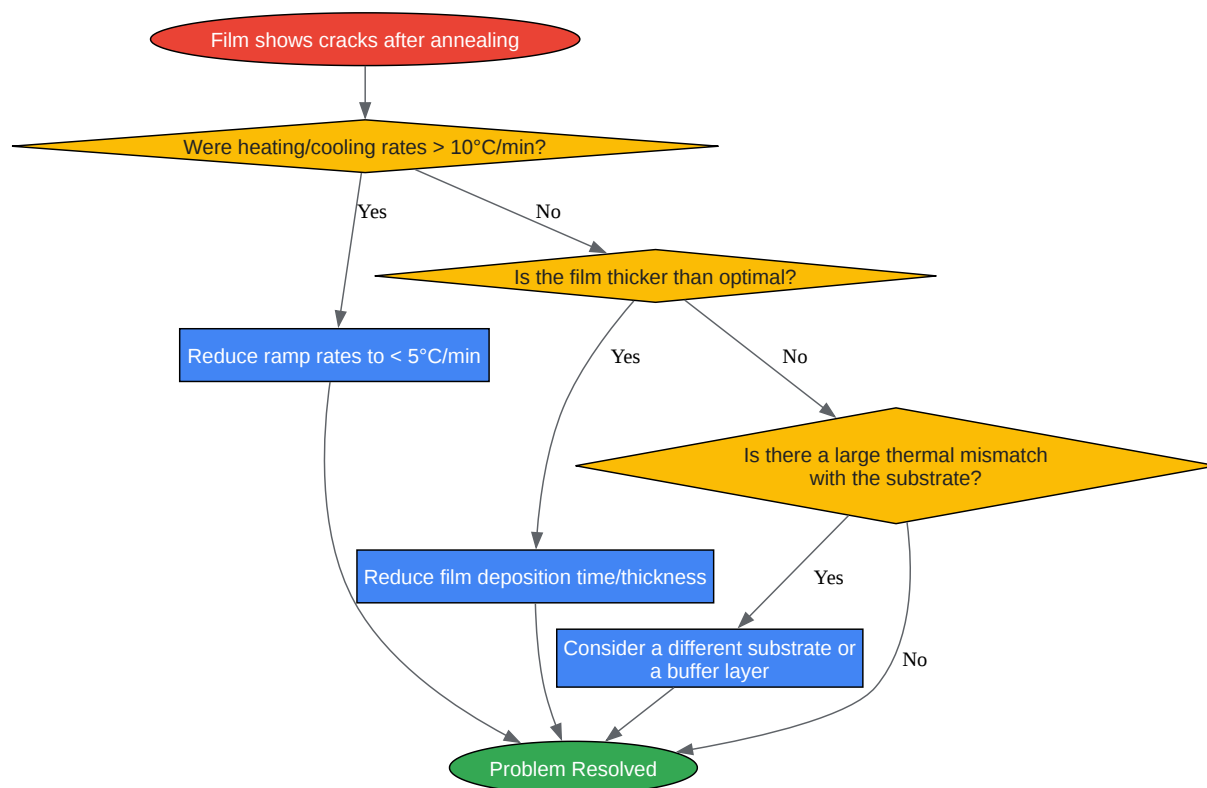 Film shows cracks after annealing
Were heating/cooling rates > 10°C/min?
Yes
No
Is the film thicker than optimal?
Reduce ramp rates to < 5°C/min
Yes
No
Is there a large thermal mismatch
with the substrate?
Reduce film deposition time/thickness
Yes
Consider a different substrate or
a buffer layer
No
Problem Resolved